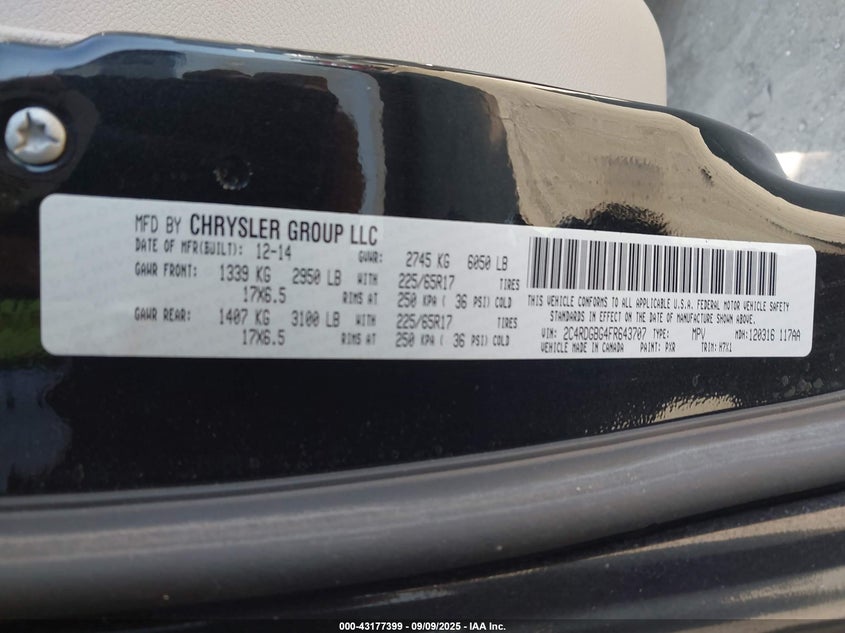 MFD BY CHRYSLER GROUP LLC
DATE OF MFR(BUILT): 12-14 GVWR: 2745 KG 6050 LB
GAWR FRONT: 1339 KG 2950 LB WITH 225/65R17 TIRES
17X6.5 RIMS AT 250 KPA ( 36 PSI) COLD
GAWR REAR: 1407 KG 3100 LB WITH 225/65R17 TIRES
17X6.5 RIMS AT 250 KPA ( 36 PSI) COLD
THIS VEHICLE CONFORMS TO ALL APPLICABLE U.S.A. FEDERAL MOTOR VEHICLE SAFETY
STANDARDS IN EFFECT ON THE DATE OF MANUFACTURE SHOWN ABOVE.
VIN: 2C4RDGBG4FR643707 TYPE: MPV MDH:120316 117AA
VEHICLE MADE IN CANADA PAINT: PXR TRIM: H7X1
000-43177399 - 09/09/2025 - IAA Inc.